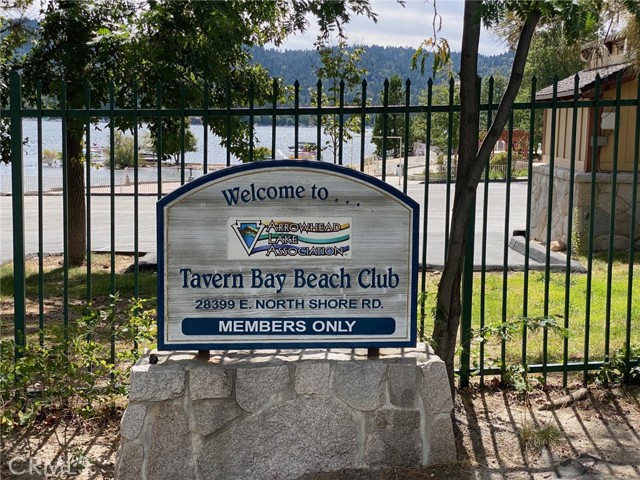 Welcome to ...
ARROWHEAD
LAKE
ASSOCIATION
Tavern Bay Beach Club
28399 E. NORTH SHORE RD.
MEMBERS ONLY
CRMLS